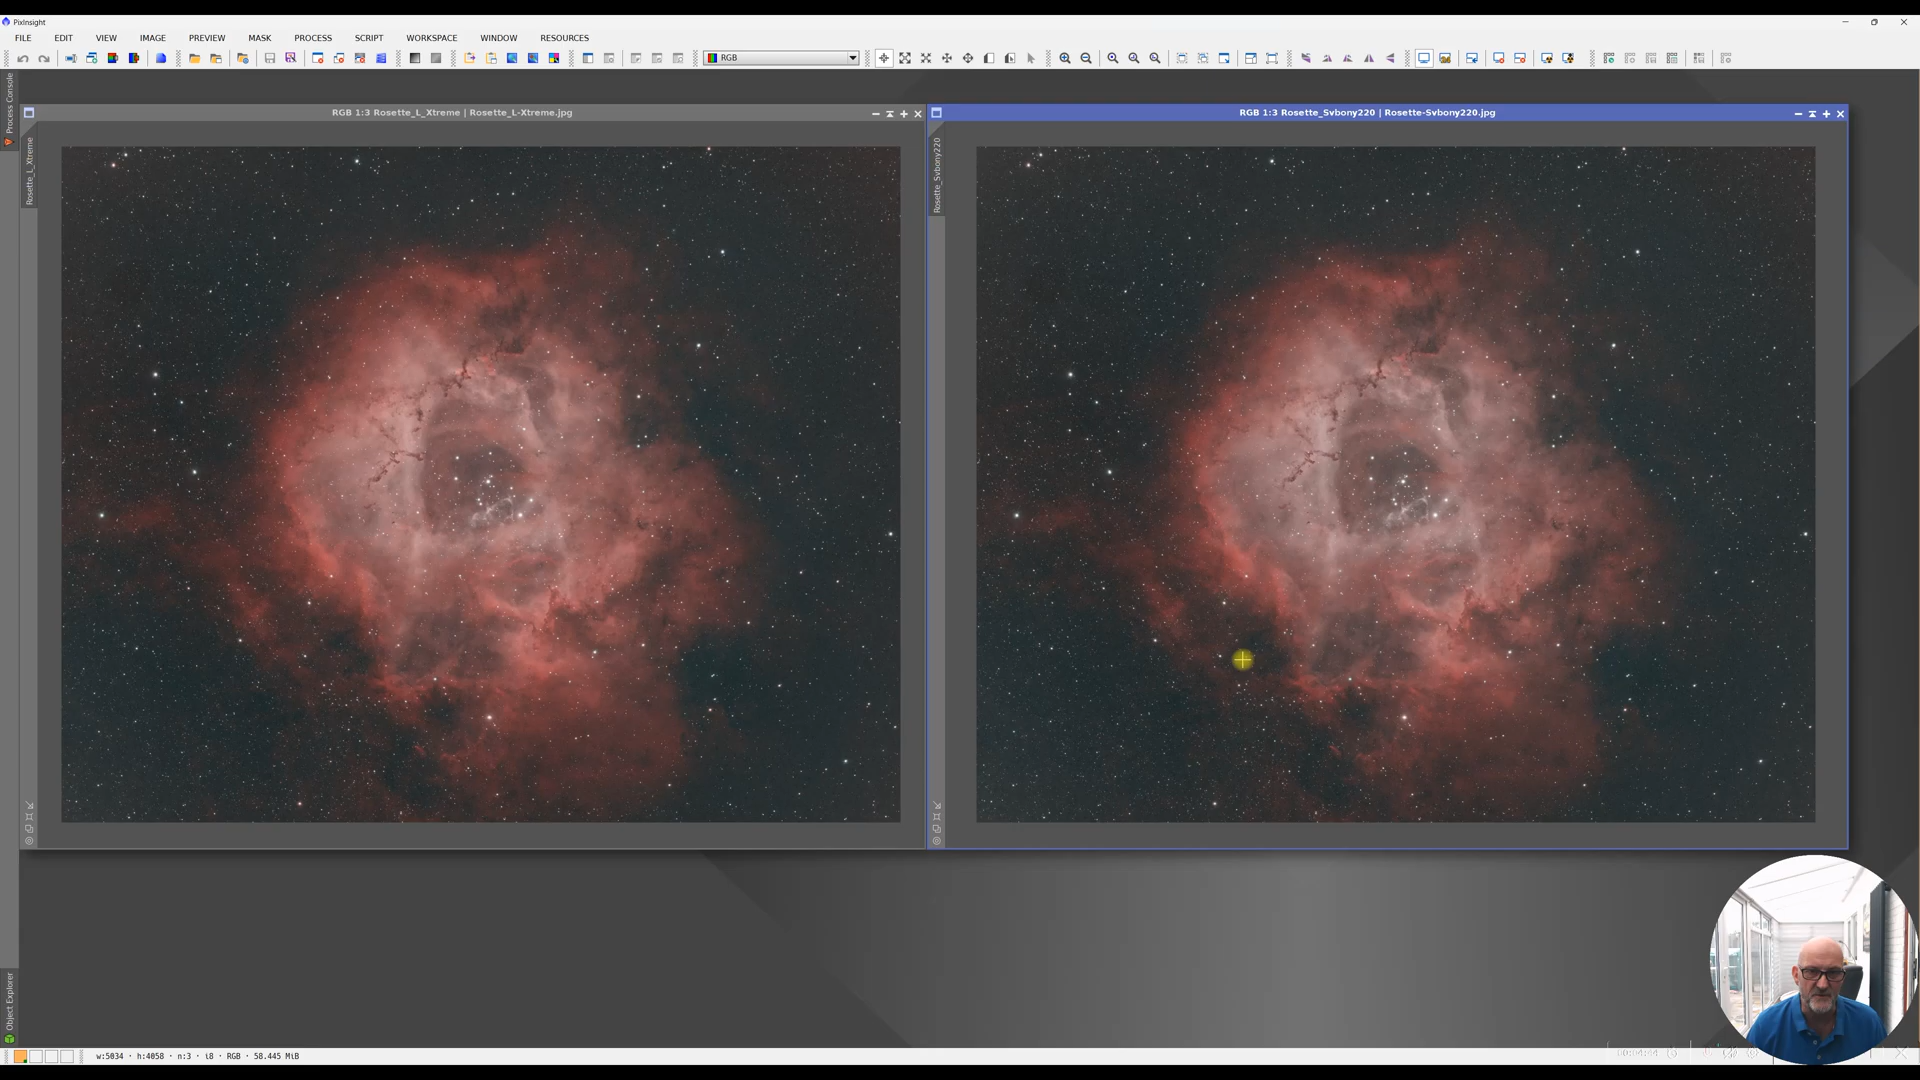 PixInsight
FILE EDIT VIEW IMAGE PREVIEW MASK PROCESS SCRIPT WORKSPACE WINDOW RESOURCES
RGB
Process Console
RGB 1:3 Rosette_L_Xtreme | Rosette_L-Xtreme.jpg
RGB 1:3 Rosette_Svbony220 | Rosette-Svbony220.jpg
Rosette_L_Xtreme
Rosette_Svbony220
Object Explorer
w:5034 · h:4058 · n:3 · i8 · RGB · 58.445 MiB